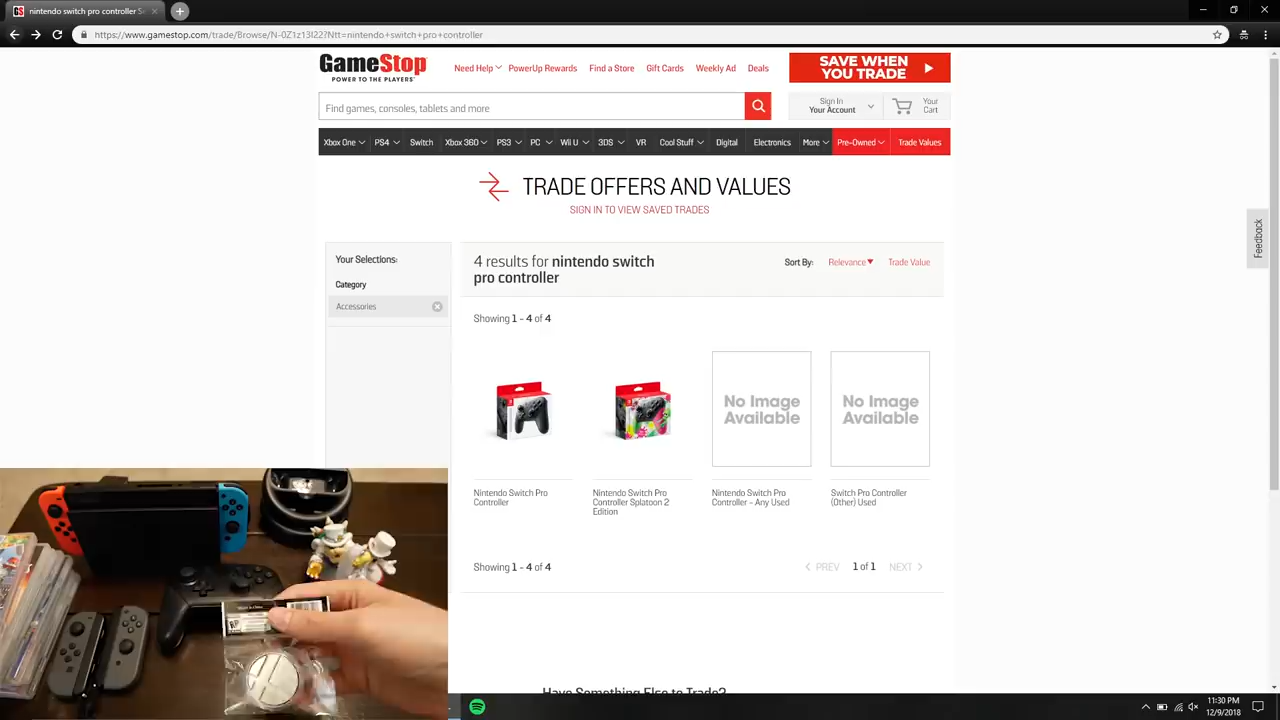 nintendo switch
https://www.gamestop.com/trade/Browse/N-0Z1z13I22?Ntt=nintendo+switch+pro+controller
GameStop
POWER TO THE PLAYERS
Need Help
PowerUp Rewards
Find a Store
Gift Cards
Weekly Ad
Deals
SAVE WHEN
YOU TRADE
Find games, consoles, tablets and more
Sign In
Your Account
Your
Cart
Xbox One
PS4
Switch
Xbox 360
PS3
PC
Wii U
3DS
VR
Cool Stuff
Digital
Electronics
More
Pre-Owned
Trade Values
TRADE OFFERS AND VALUES
SIGN IN TO VIEW SAVED TRADES
Feedback
Your Selections:
Category
Accessories
4 results for nintendo switch
pro controller
Sort By:
Relevance
Trade Value
Showing 1 - 4 of 4
No Image
Available
No Image
Available
Nintendo Switch Pro
Controller
Nintendo Switch Pro
Controller Splatoon 2
Edition
Nintendo Switch Pro
Controller - Any Used
Switch Pro Controller
(Other) Used
Showing 1 - 4 of 4
PREV
1 of 1
NEXT
Have Something Else to Trade?
11:30 PM
12/9/2018